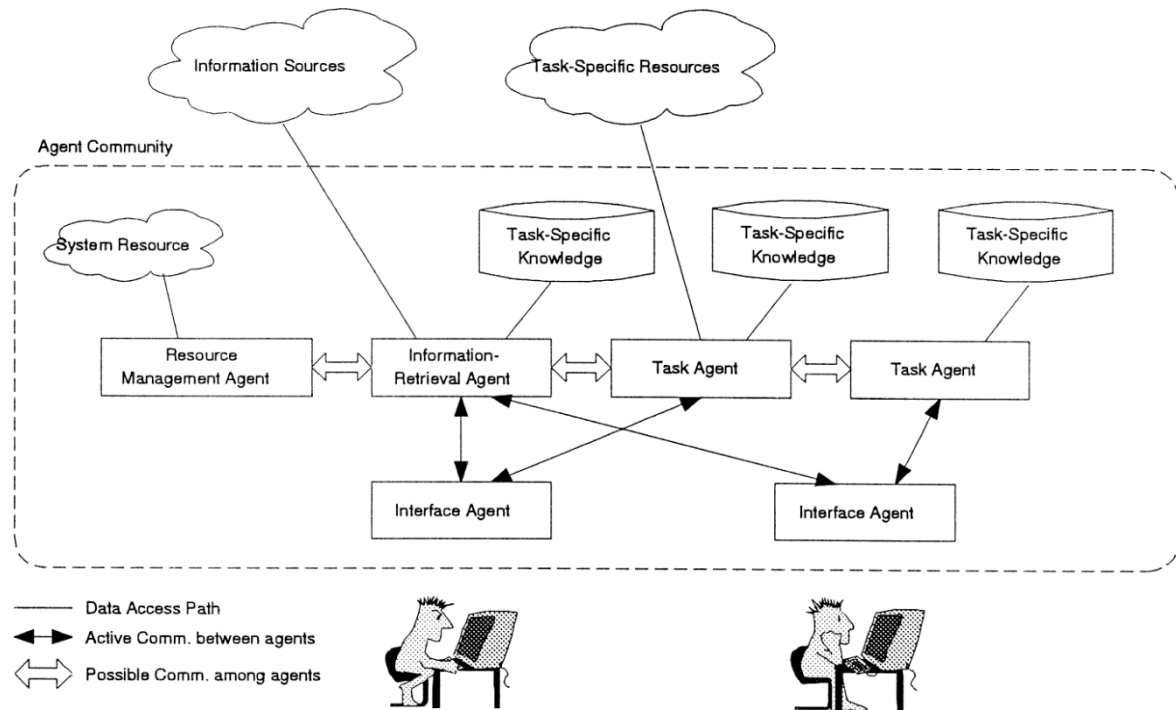 Information Sources
Task-Specific Resources
Agent Community
System Resource
Task-Specific
Knowledge
Task-Specific
Knowledge
Task-Specific
Knowledge
Resource
Management Agent
Information-
Retrieval Agent
Task Agent
Task Agent
Interface Agent
Interface Agent
Data Access Path
Active Comm. between agents
Possible Comm. among agents